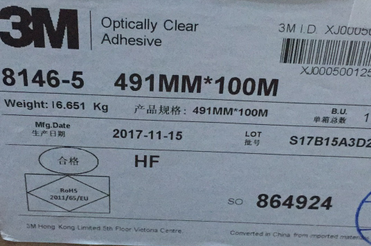 3M Optically Clear Adhesive
3M I.D.
8146-5 491MM*100M
Weight: 16.651 Kg 产品规格: 491MM*100M
B.U.
单箱总数
Mfg.Date
生产日期
2017-11-15
LOT
批号
S17B15A3D2
合格
HF
RoHS
2011/65/EU
SO 864924
3M Hong Kong Limited 5th Floor Victoria Centre.
Converted in China. from